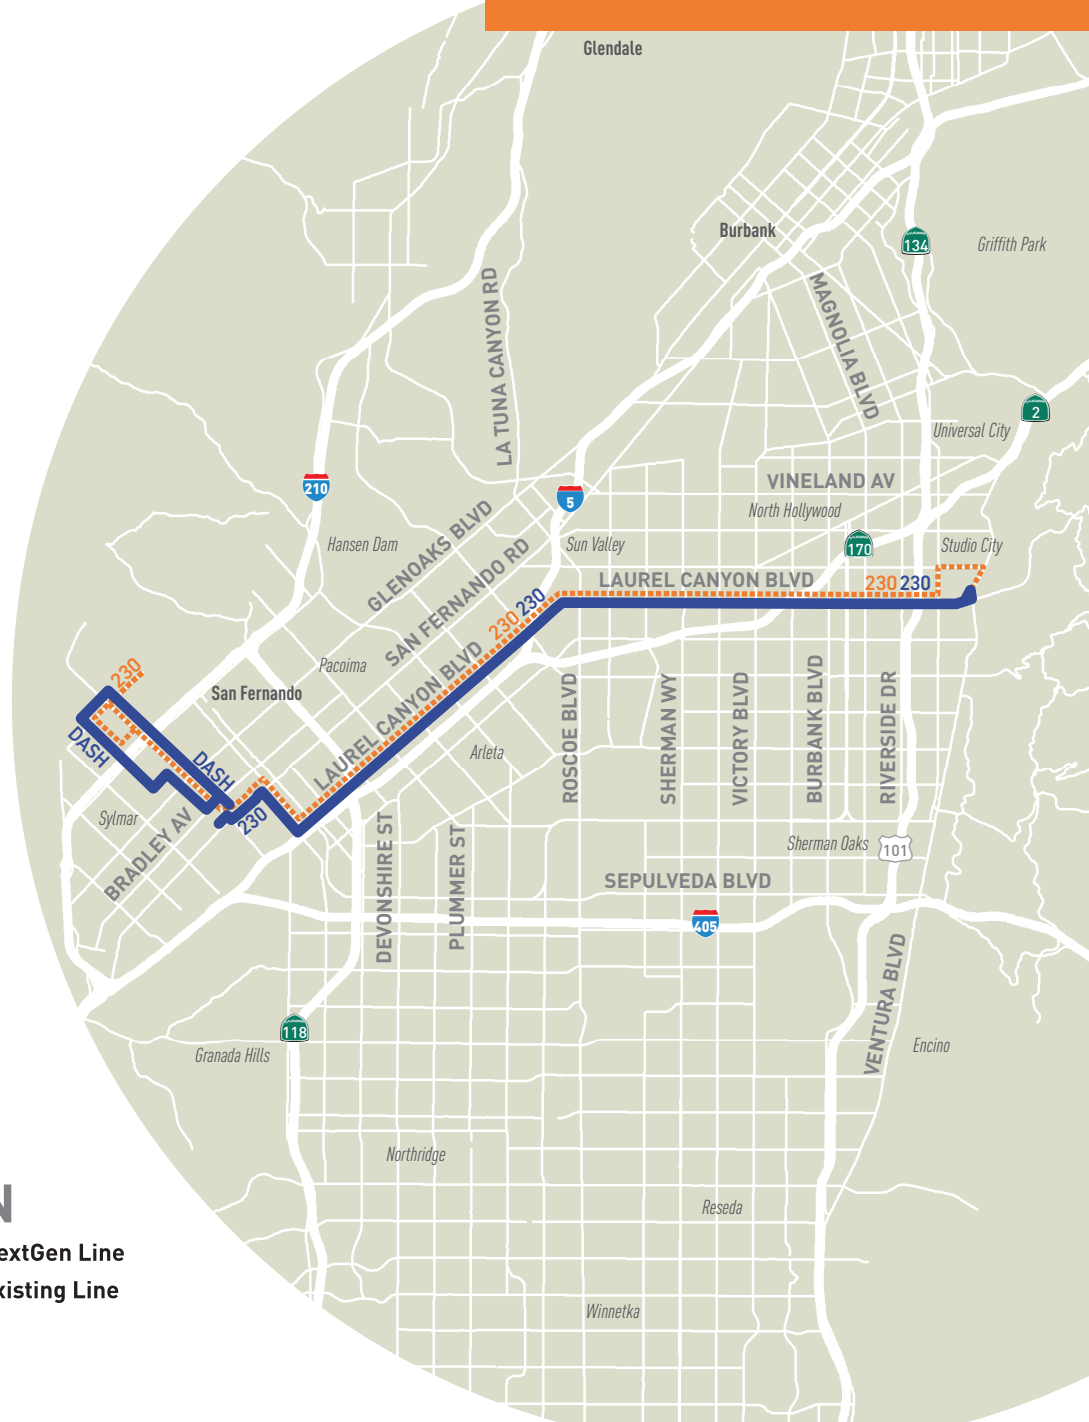 Glendale
Burbank
134
Griffith Park
LA TUNA CANYON RD
MAGNOLIA BLVD
2
Universal City
210
5
VINELAND AV
North Hollywood
GLENOAKS BLVD
Hansen Dam
SAN FERNANDO RD
Sun Valley
170
Studio City
LAUREL CANYON BLVD
230 230
230 230
LAUREL CANYON BLVD
Pacoima
San Fernando
230
DASH
DASH
230
Sylmar
BRADLEY AV
Arleta
ROSCOE BLVD
SHERMAN WY
VICTORY BLVD
BURBANK BLVD
RIVERSIDE DR
Sherman Oaks
101
DEVONSHIRE ST
PLUMMER ST
SEPULVEDA BLVD
405
VENTURA BLVD
118
Granada Hills
Encino
Northridge
Reseda
N
extGen Line
xisting Line
Winnetka